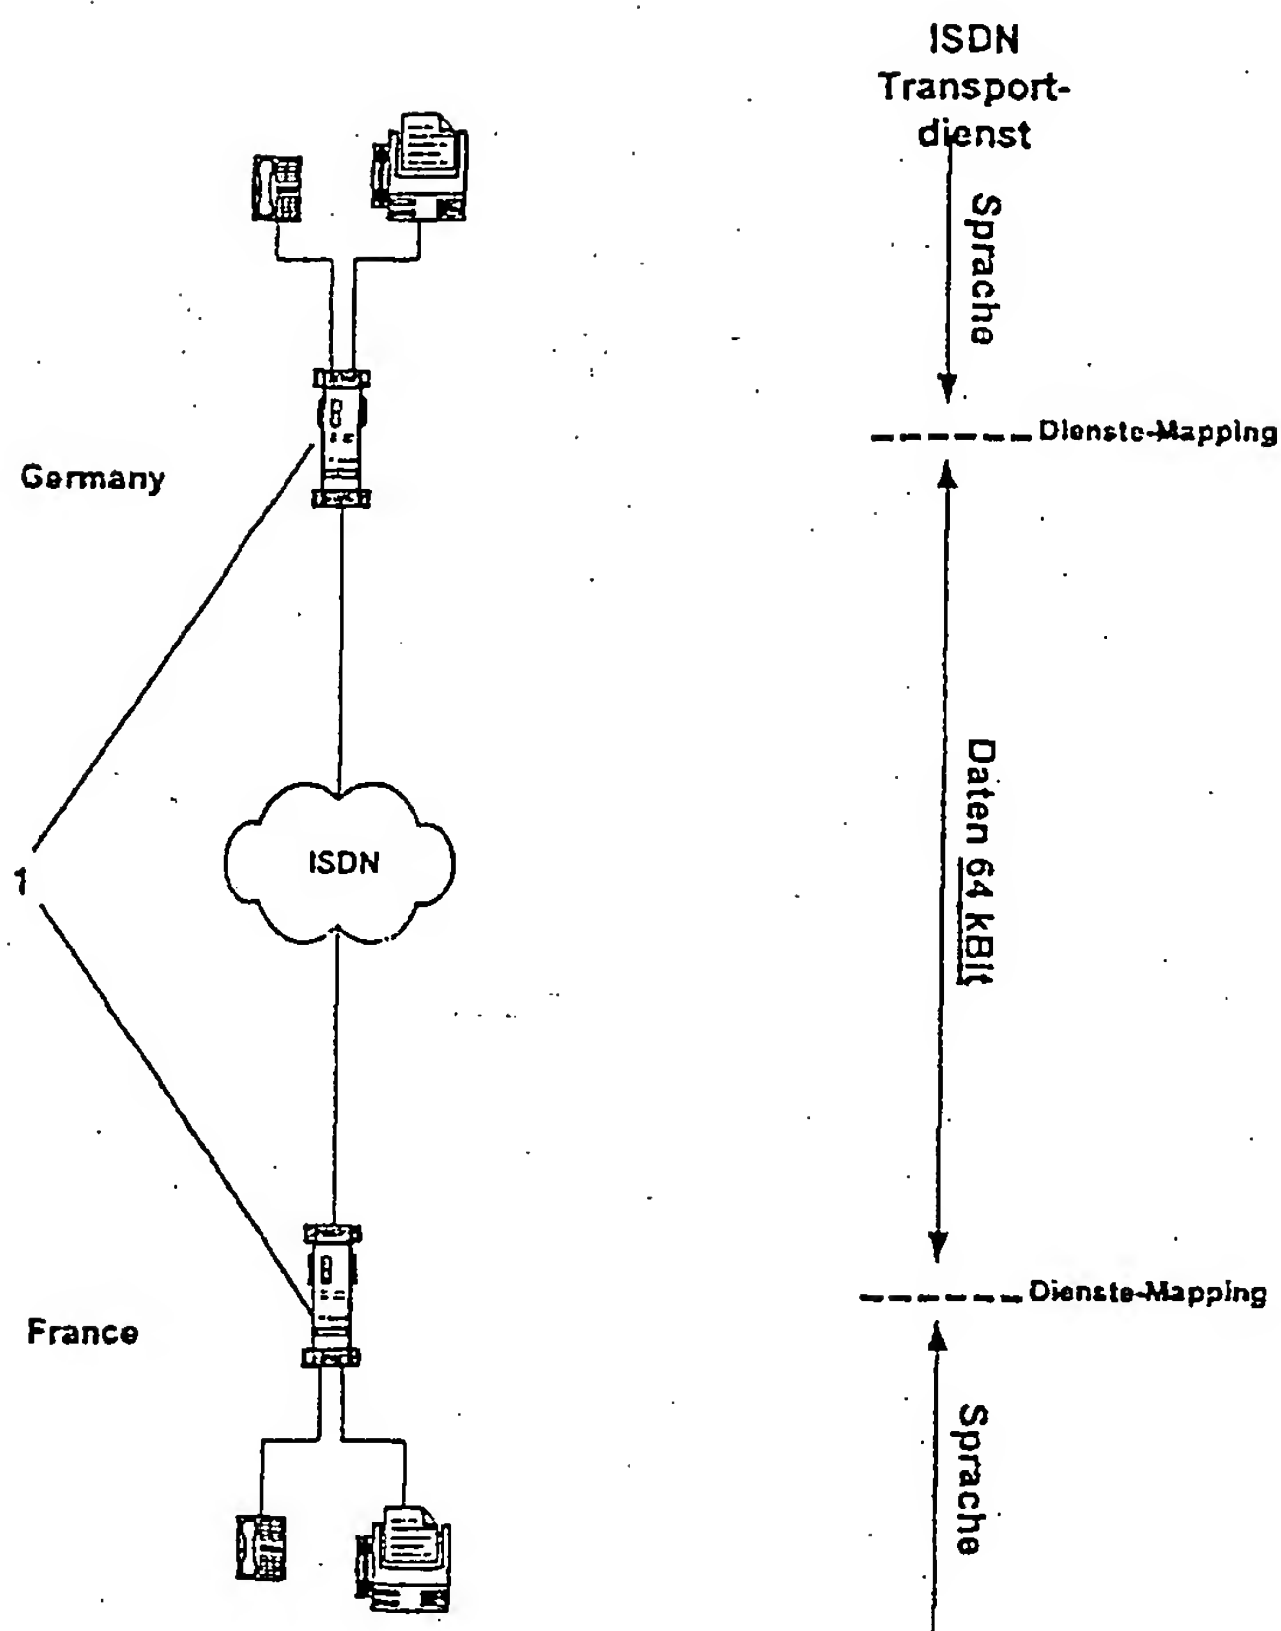 ISDN
Transport-
dienst
Sprache
Dienste-Mapping
Germany
Daten 64 kBit
1
ISDN
Dienste-Mapping
France
Sprache